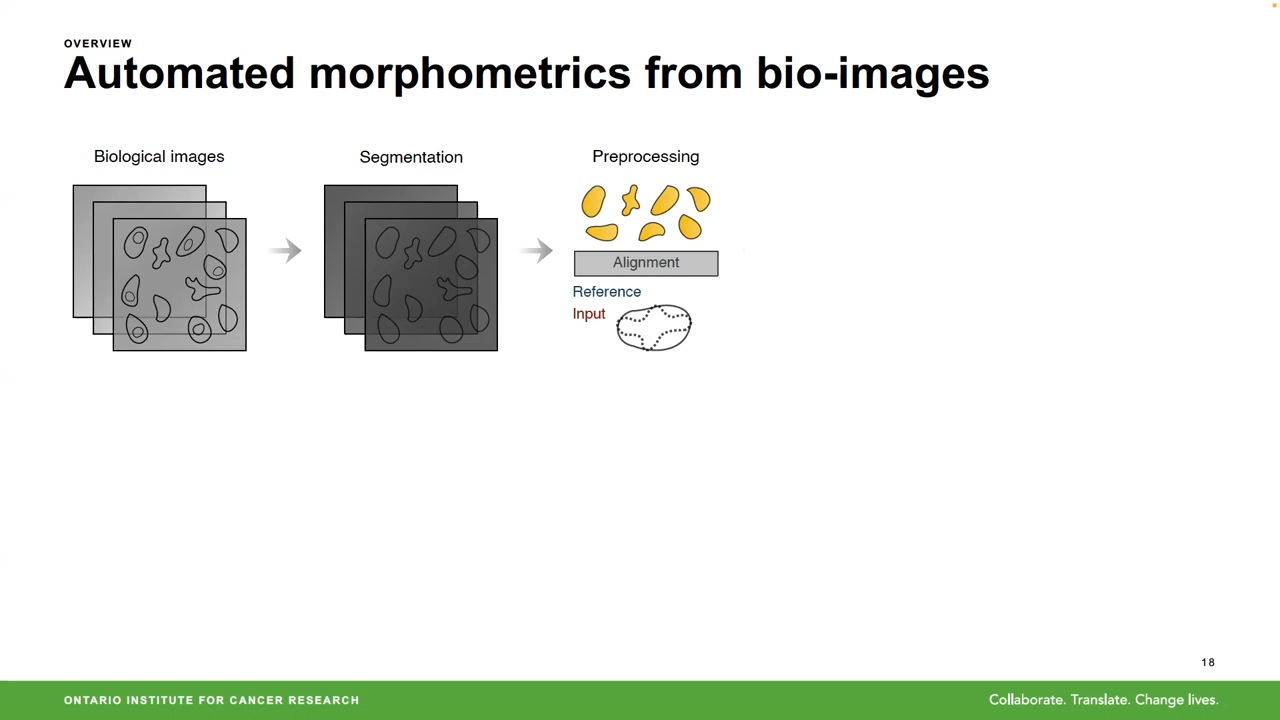 OVERVIEW
Automated morphometrics from bio-images
Biological images
Segmentation
Preprocessing
Alignment
Reference
Input
18
ONTARIO INSTITUTE FOR CANCER RESEARCH
Collaborate. Translate. Change lives.